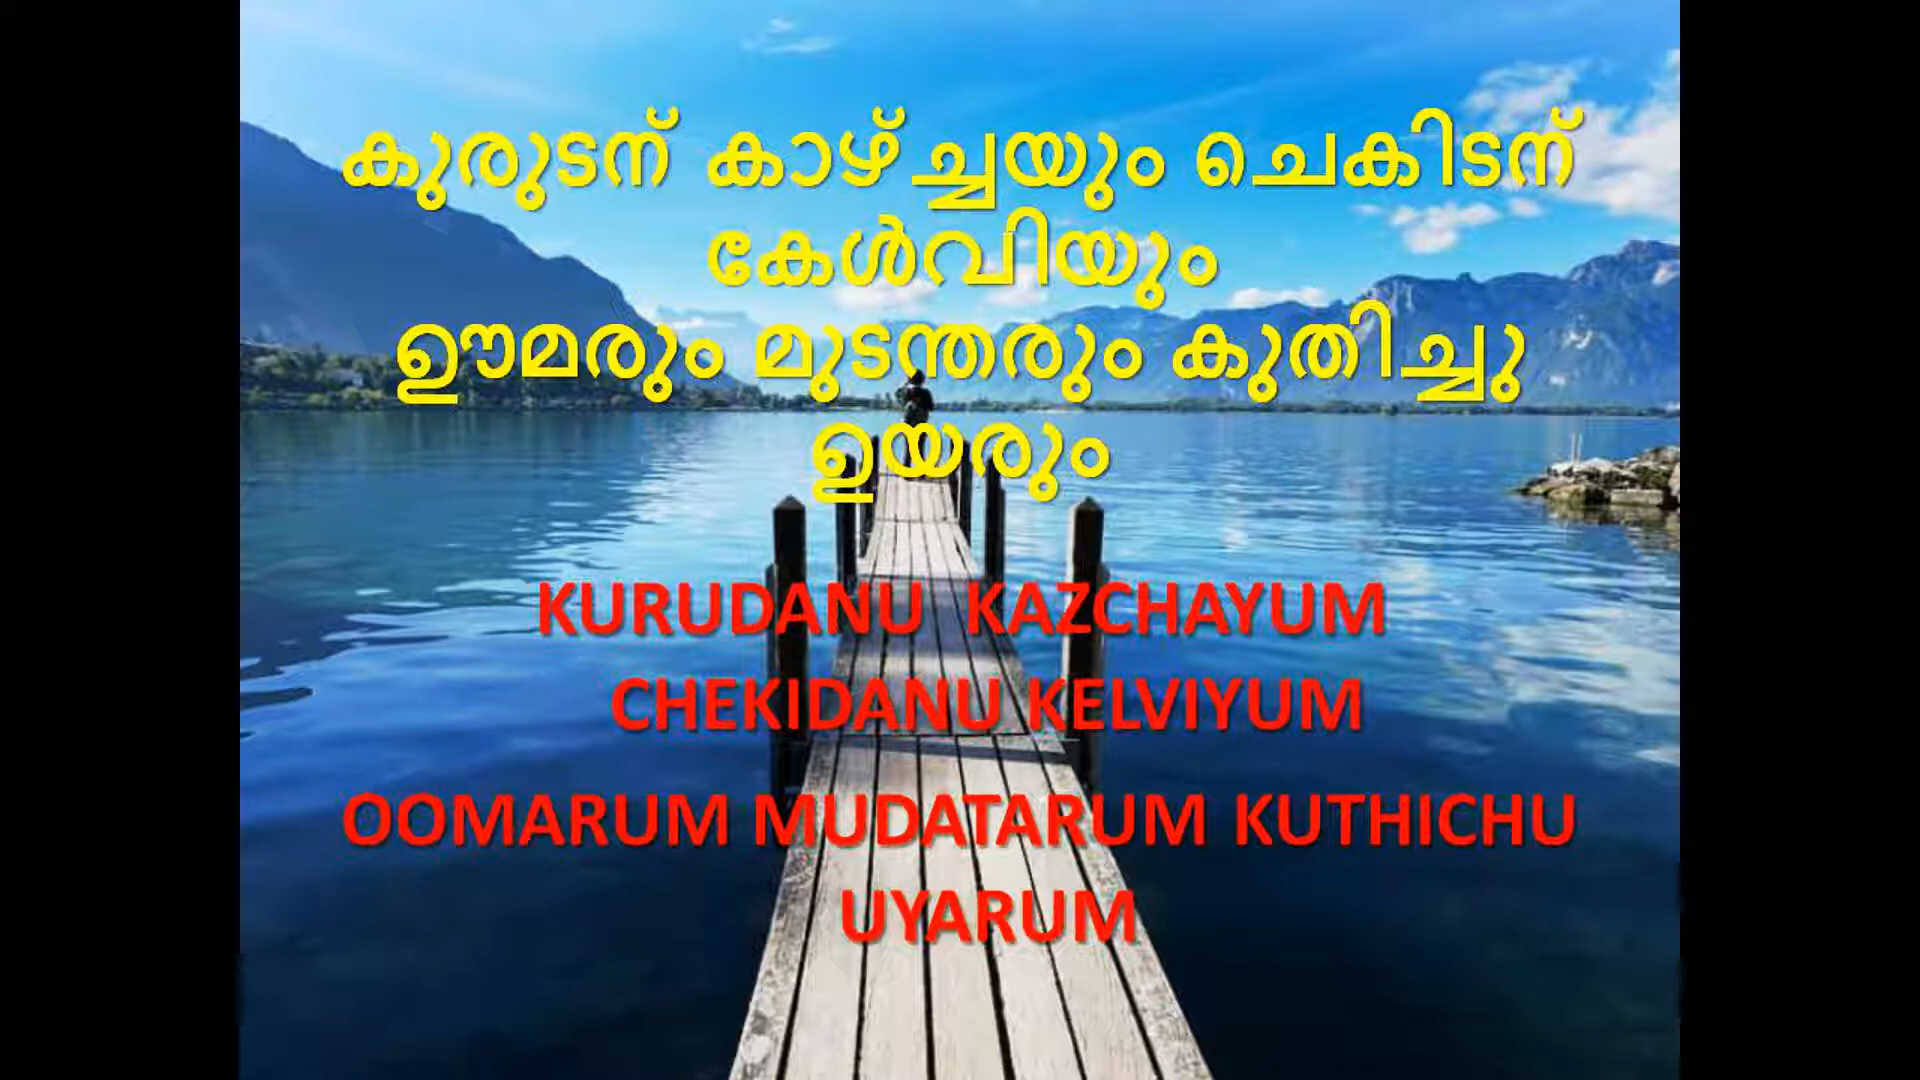 കുരുടന് കാഴ്ച്ചയും ചെകിടന്
കേൾവിയും
ഊമരും മുടന്തരും കുതിച്ചു
ഉയരും
KURUDANU KAZCHAYUM
CHEKIDANU KELVIYUM
OOMARUM MUDATARUM KUTHICHU
UYARUM